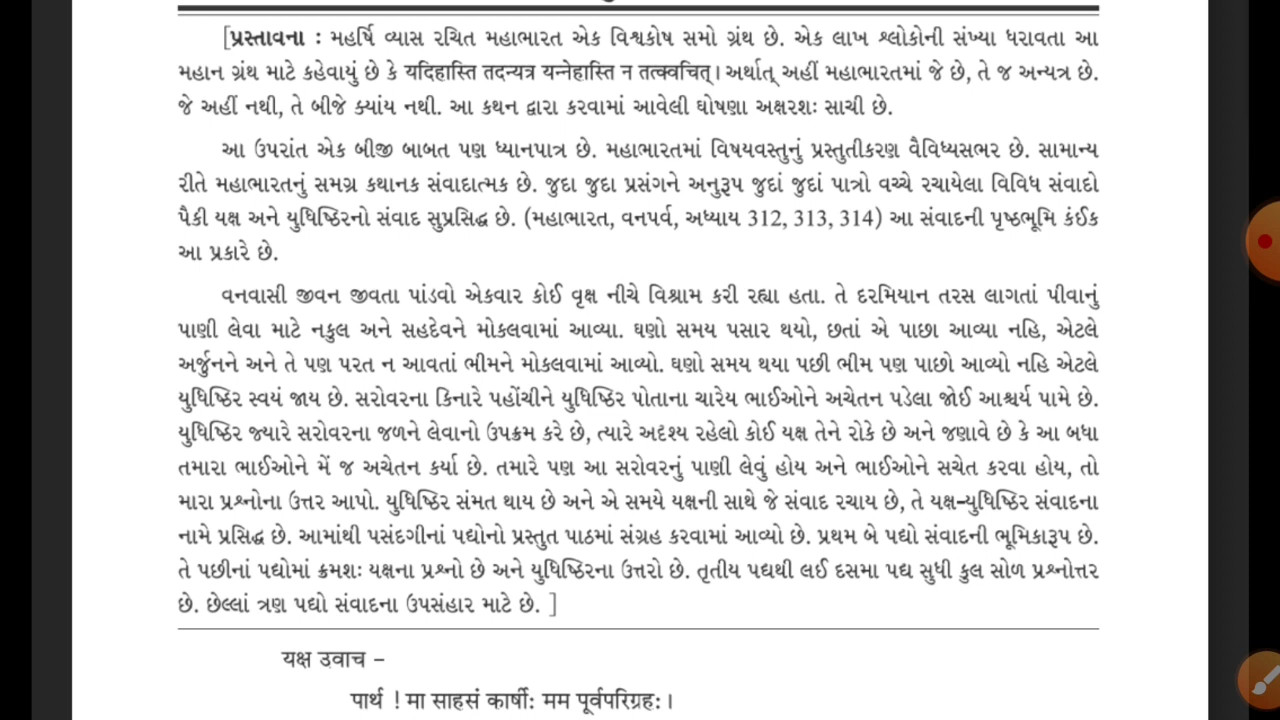 [પ્રસ્તાવના : મહર્ષિ વ્યાસ રચિત મહાભારત એક વિશ્વકોષ સમો ગ્રંથ છે. એક લાખ શ્લોકોની સંખ્યા ધરાવતા આ
મહાન ગ્રંથ માટે કહેવાયું છે કે यदिहास्ति तदन्यत्र यन्नेहास्ति न तत्क्वचित्। અર્થાત્ અહીં મહાભારતમાં જે છે, તે જ અન્યત્ર છે.
જે અહીં નથી, તે બીજે ક્યાંય નથી. આ કથન દ્વારા કરવામાં આવેલી ઘોષણા અક્ષરશઃ સાચી છે.
આ ઉપરાંત એક બીજી બાબત પણ ધ્યાનપાત્ર છે. મહાભારતમાં વિષયવસ્તુનું પ્રસ્તુતીકરણ વૈવિધ્યસભર છે. સામાન્ય
રીતે મહાભારતનું સમગ્ર કથાનક સંવાદાત્મક છે. જુદા જુદા પ્રસંગને અનુરૂપ જુદાં જુદાં પાત્રો વચ્ચે રચાયેલા વિવિધ સંવાદો
પૈકી યક્ષ અને યુધિષ્ઠિરનો સંવાદ સુપ્રસિદ્ધ છે. (મહાભારત, વનપર્વ, અધ્યાય 312, 313, 314) આ સંવાદની પૃષ્ઠભૂમિ કંઈક
આ પ્રકારે છે.
વનવાસી જીવન જીવતા પાંડવો એકવાર કોઈ વૃક્ષ નીચે વિશ્રામ કરી રહ્યા હતા. તે દરમિયાન તરસ લાગતાં પીવાનું
પાણી લેવા માટે નકુલ અને સહદેવને મોકલવામાં આવ્યા. ઘણો સમય પસાર થયો, છતાં એ પાછા આવ્યા નહિ, એટલે
અર્જુનને અને તે પણ પરત ન આવતાં ભીમને મોકલવામાં આવ્યો. ઘણો સમય થયા પછી ભીમ પણ પાછો આવ્યો નહિ એટલે
યુધિષ્ઠિર સ્વયં જાય છે. સરોવરના કિનારે પહોંચીને યુધિષ્ઠિર પોતાના ચારેય ભાઈઓને અચેતન પડેલા જોઈ આશ્ચર્ય પામે છે.
યુધિષ્ઠિર જ્યારે સરોવરના જળને લેવાનો ઉપક્રમ કરે છે, ત્યારે અદૃશ્ય રહેલો કોઈ યક્ષ તેને રોકે છે અને જણાવે છે કે આ બધા
તમારા ભાઈઓને મેં જ અચેતન કર્યા છે. તમારે પણ આ સરોવરનું પાણી લેવું હોય અને ભાઈઓને સચેત કરવા હોય, તો
મારા પ્રશ્નોના ઉત્તર આપો. યુધિષ્ઠિર સંમત થાય છે અને એ સમયે યક્ષની સાથે જે સંવાદ રચાય છે, તે યક્ષ–યુધિષ્ઠિર સંવાદના
નામે પ્રસિદ્ધ છે. આમાંથી પસંદગીનાં પદ્યોનો પ્રસ્તુત પાઠમાં સંગ્રહ કરવામાં આવ્યો છે. પ્રથમ બે પદ્યો સંવાદની ભૂમિકારૂપ છે.
તે પછીનાં પદ્યોમાં ક્રમશઃ યક્ષના પ્રશ્નો છે અને યુધિષ્ઠિરના ઉત્તરો છે. તૃતીય પદ્યથી લઈ દસમા પદ્ય સુધી કુલ સોળ પ્રશ્નોત્તર
છે. છેલ્લાં ત્રણ પદ્યો સંવાદના ઉપસંહાર માટે છે. ]
यक्ष उवाच –
पार्थ ! मा साहसं कार्षीः मम पूर्वपरिग्रहः।